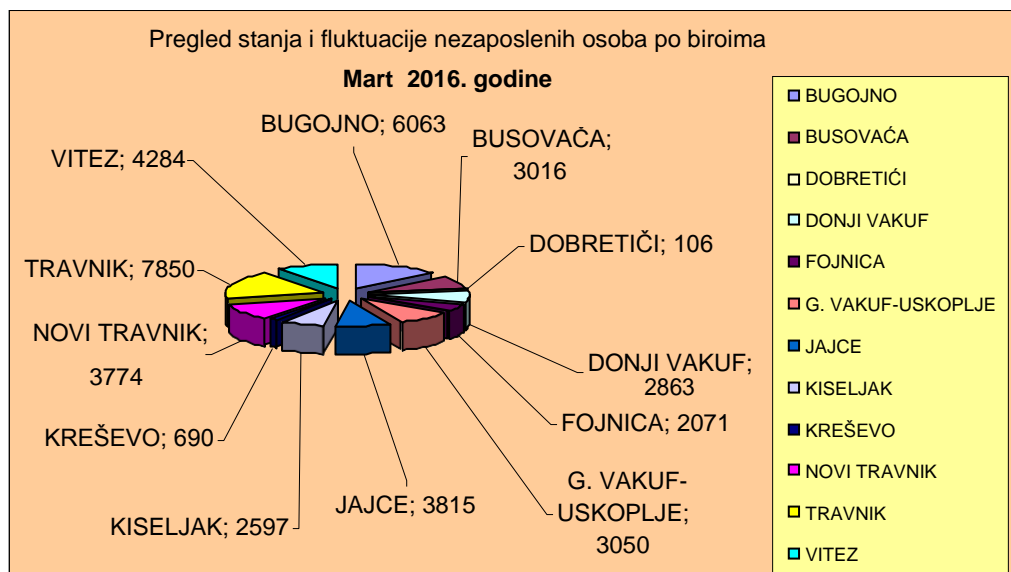 Pregled stanja i fluktuacije nezaposlenih osoba po biroima
Mart 2016. godine
BUGOJNO; 6063
BUSOVAČA;
3016
DOBRETIČI; 106
DONJI VAKUF;
2863
FOJNICA; 2071
G. VAKUF-
USKOPLJE;
3050
JAJCE; 3815
KISELJAK; 2597
KREŠEVO; 690
NOVI TRAVNIK;
3774
TRAVNIK; 7850
VITEZ; 4284
BUGOJNO
BUSOVAĆA
DOBRETIĆI
DONJI VAKUF
FOJNICA
G. VAKUF-USKOPLJE
JAJCE
KISELJAK
KREŠEVO
NOVI TRAVNIK
TRAVNIK
VITEZ